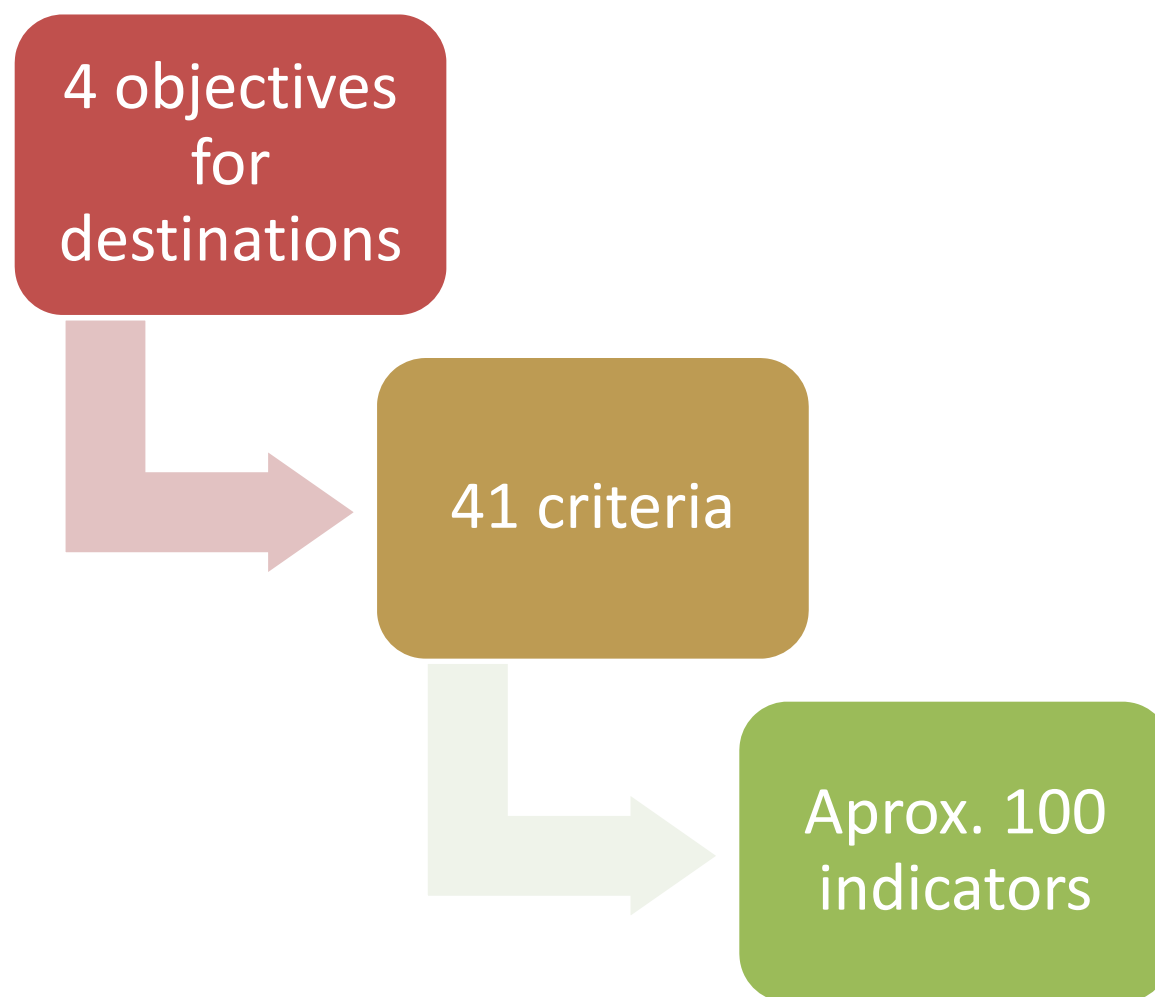 4 objectives
for
destinations
41 criteria
Aprox. 100
indicators